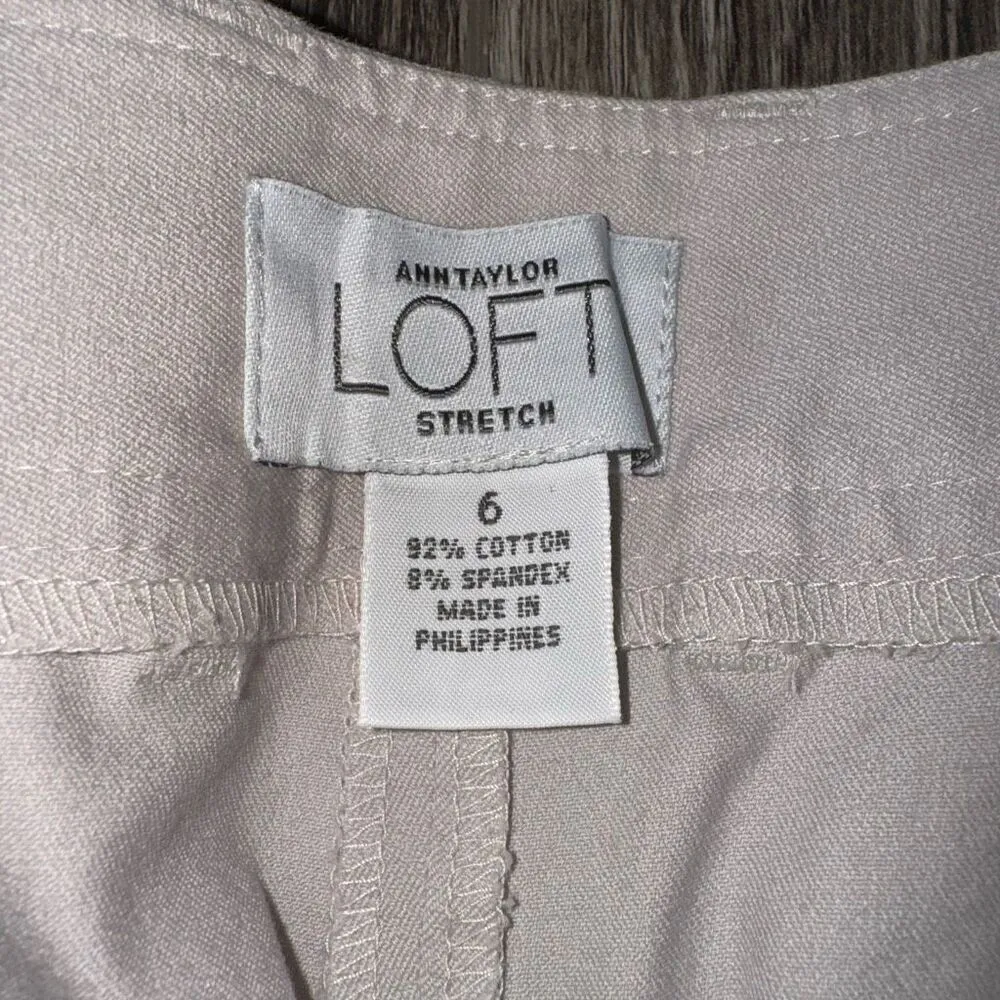 ANNTAYLOR
LOFT
STRETCH
6
92% COTTON
8% SPANDEX
MADE IN
PHILIPPINES